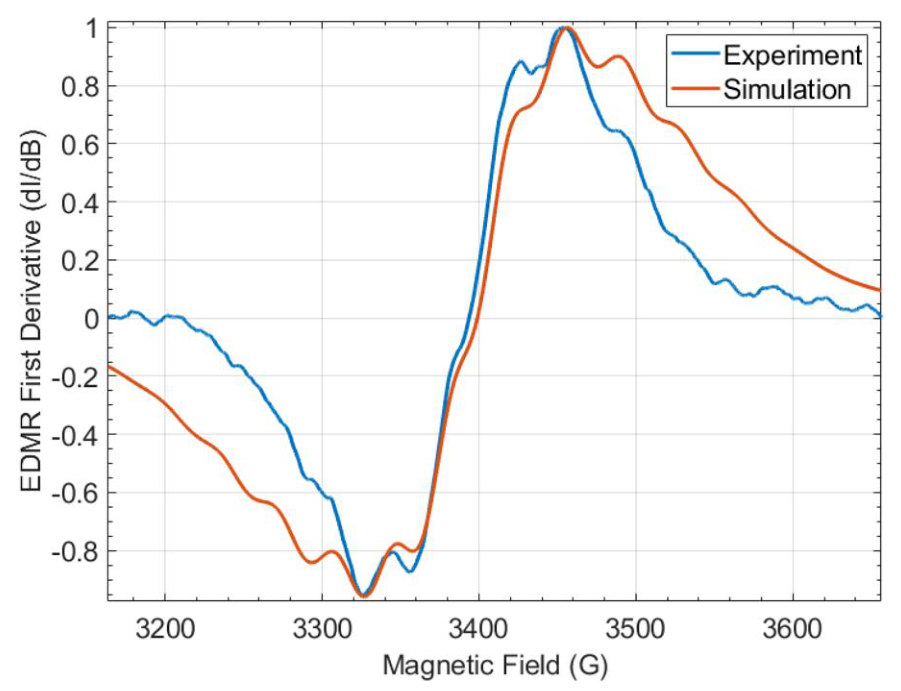 1
0.8
0.6
0.4
0.2
0
-0.2
-0.4
-0.6
-0.8
EDMR First Derivative (dI/dB)
Experiment
Simulation
3200 3300 3400 3500 3600
Magnetic Field (G)